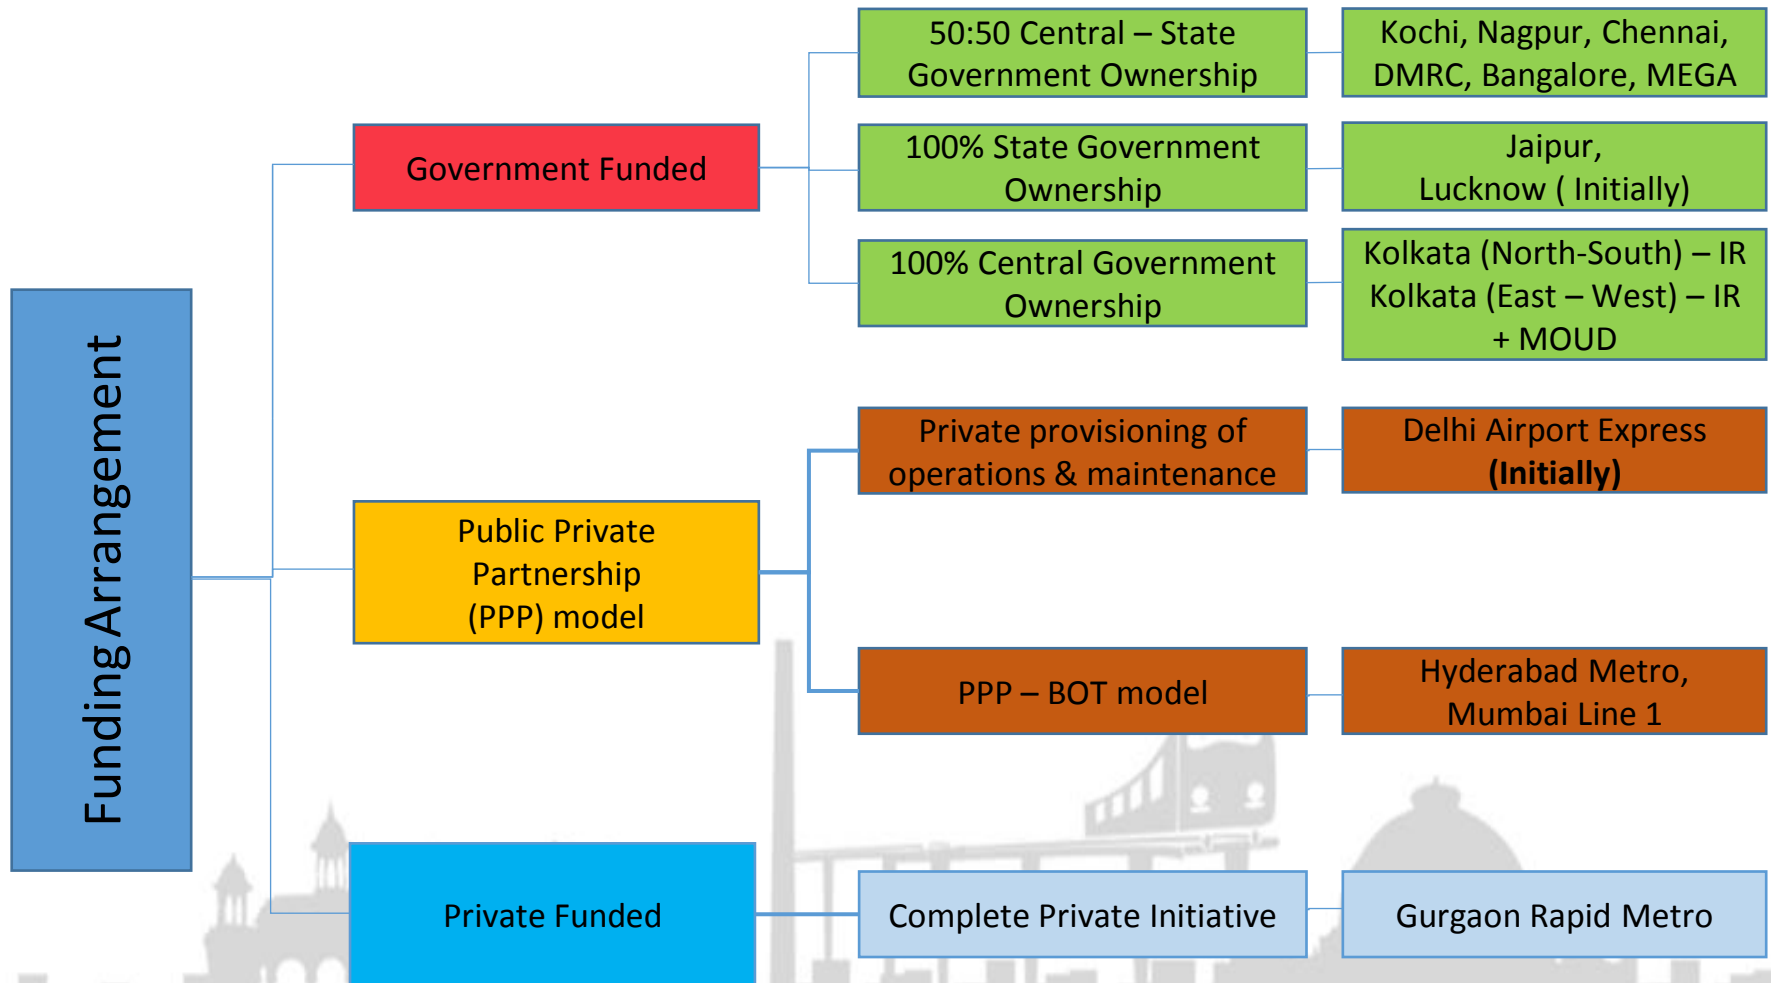 Funding Arrangement
Government Funded
50:50 Central – State
Government Ownership
Kochi, Nagpur, Chennai,
DMRC, Bangalore, MEGA
100% State Government
Ownership
Jaipur,
Lucknow ( Initially)
100% Central Government
Ownership
Kolkata (North-South) – IR
Kolkata (East – West) – IR
+ MOUD
Public Private
Partnership
(PPP) model
Private provisioning of
operations & maintenance
Delhi Airport Express
(Initially)
PPP – BOT model
Hyderabad Metro,
Mumbai Line 1
Private Funded
Complete Private Initiative
Gurgaon Rapid Metro